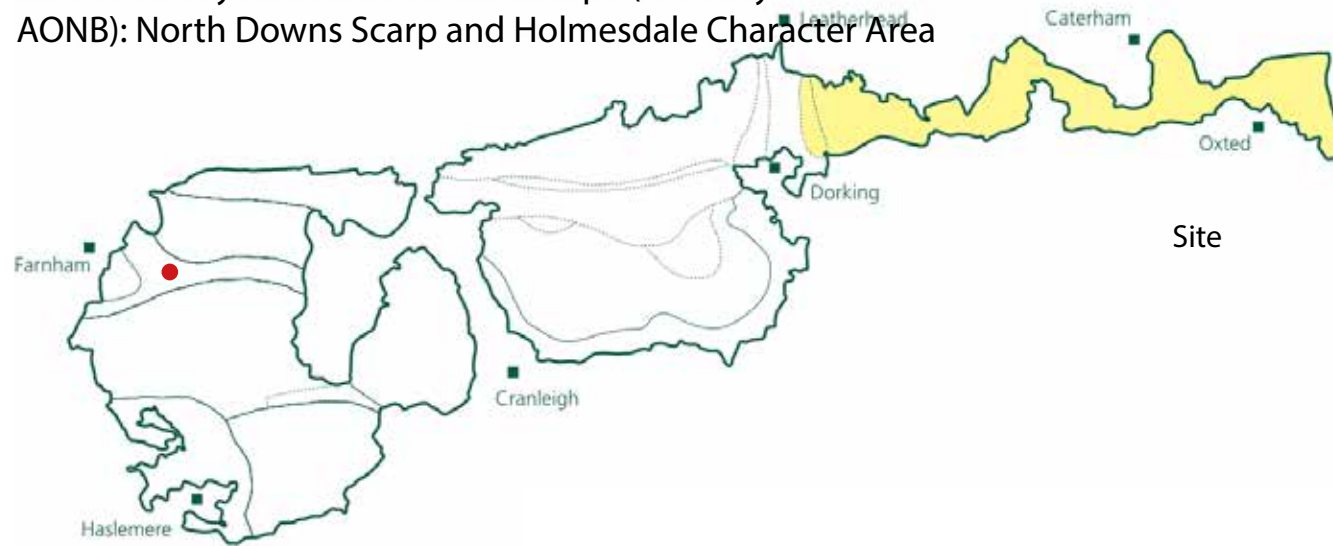 AONB): North Downs Scarp and Holmesdale Character Area
Leatherhead
Caterham
Oxted
Dorking
Site
Farnham
Cranleigh
Haslemere